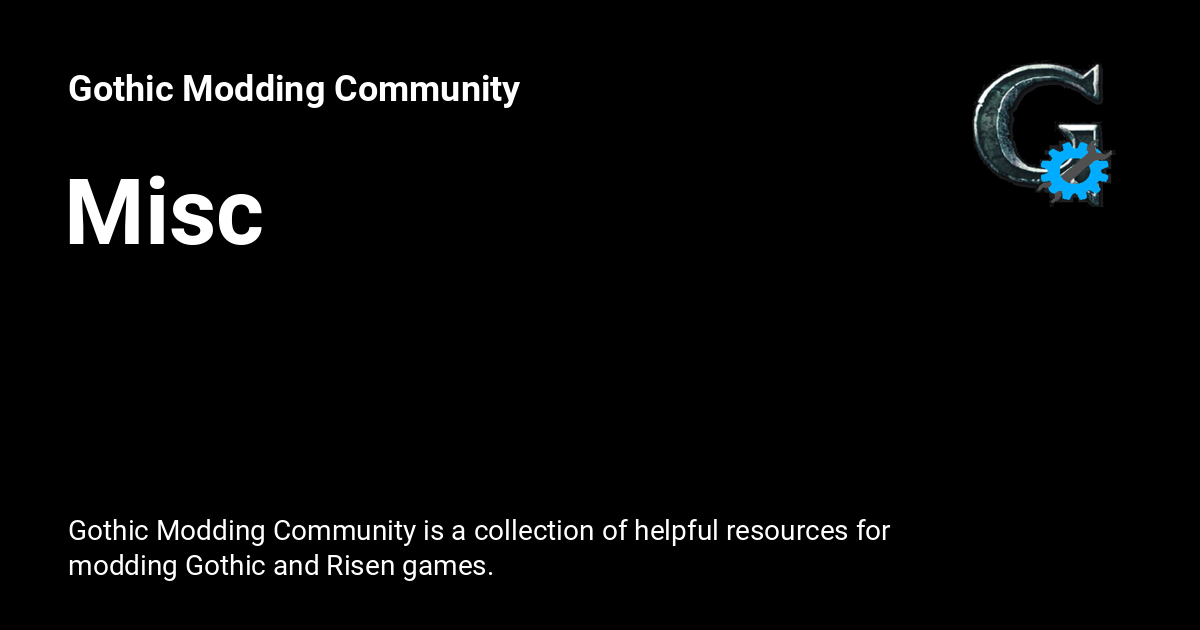 Gothic Modding Community
G
Misc
Gothic Modding Community is a collection of helpful resources for
modding Gothic and Risen games.